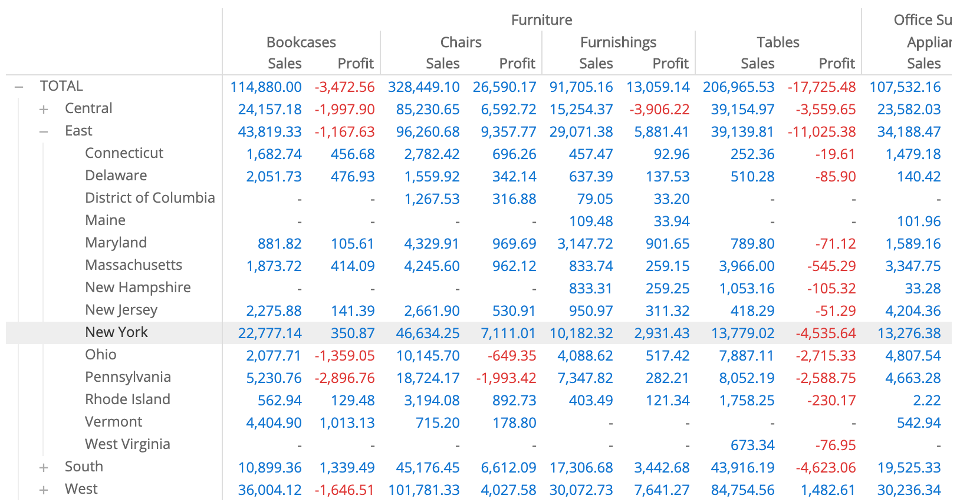 Furniture Office Su
Bookcases Chairs Furnishings Tables Applian
Sales Profit Sales Profit Sales Profit Sales Profit Sales
− TOTAL 114,880.00 -3,472.56 328,449.10 26,590.17 91,705.16 13,059.14 206,965.53 -17,725.48 107,532.16
+ Central 24,157.18 -1,997.90 85,230.65 6,592.72 15,254.37 -3,906.22 39,154.97 -3,559.65 23,582.03
− East 43,819.33 -1,167.63 96,260.68 9,357.77 29,071.38 5,881.41 39,139.81 -11,025.38 34,188.47
Connecticut 1,682.74 456.68 2,782.42 696.26 457.47 92.96 252.36 -19.61 1,479.18
Delaware 2,051.73 476.93 1,559.92 342.14 637.39 137.53 510.28 -85.90 140.42
District of Columbia - - 1,267.53 316.88 79.05 33.20 - - -
Maine - - - - 109.48 33.94 - - 101.96
Maryland 881.82 105.61 4,329.91 969.69 3,147.72 901.65 789.80 -71.12 1,589.16
Massachusetts 1,873.72 414.09 4,245.60 962.12 833.74 259.15 3,966.00 -545.29 3,347.75
New Hampshire - - - - 833.31 259.25 1,053.16 -105.32 33.28
New Jersey 2,275.88 141.39 2,661.90 530.91 950.97 311.32 418.29 -51.29 4,204.36
New York 22,777.14 350.87 46,634.25 7,111.01 10,182.32 2,931.43 13,779.02 -4,535.64 13,276.38
Ohio 2,077.71 -1,359.05 10,145.70 -649.35 4,088.62 517.42 7,887.11 -2,715.33 4,807.54
Pennsylvania 5,230.76 -2,896.76 18,724.17 -1,993.42 7,347.82 282.21 8,052.19 -2,588.75 4,663.28
Rhode Island 562.94 129.48 3,194.08 892.73 403.49 121.34 1,758.25 -230.17 2.22
Vermont 4,404.90 1,013.13 715.20 178.80 - - - - 542.94
West Virginia - - - - - - 673.34 -76.95 -
+ South 10,899.36 1,339.49 45,176.45 6,612.09 17,306.68 3,442.68 43,916.19 -4,623.06 19,525.33
+ West 36,004.12 -1,646.51 101,781.33 4,027.58 30,072.73 7,641.27 84,754.56 1,482.61 30,236.34